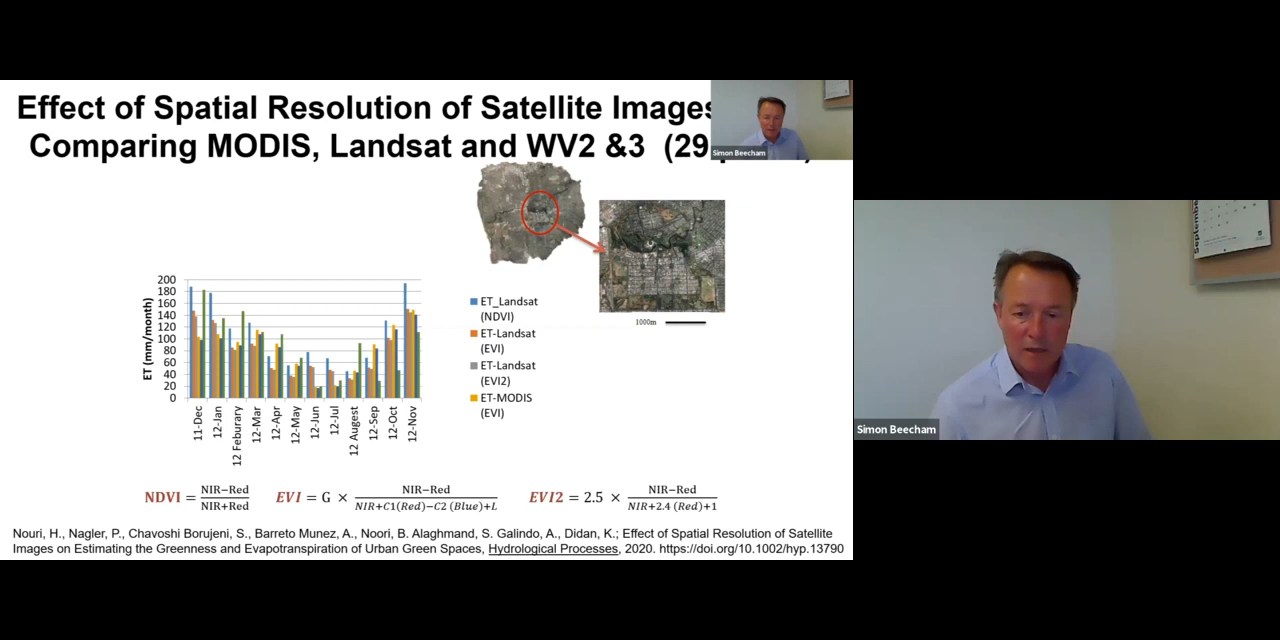 Effect of Spatial Resolution of Satellite Images
Comparing MODIS, Landsat and WV2 &3 (29
Simon Beecham
1000m
ET (mm/month)
200
180
160
140
120
100
80
60
40
20
0
11-Dec
12-Jan
12 Feburary
12-Mar
12-Apr
12-May
12-Jun
12-Jul
12 Augest
12-Sep
12-Oct
12-Nov
ET_Landsat
(NDVI)
ET-Landsat
(EVI)
ET-Landsat
(EVI2)
ET-MODIS
(EVI)
NDVI = NIR−Red / NIR+Red
EVI = G × NIR−Red / NIR+C1(Red)−C2 (Blue)+L
EVI2 = 2.5 × NIR−Red / NIR+2.4 (Red)+1
Nouri, H., Nagler, P., Chavoshi Borujeni, S., Barreto Munez, A., Noori, B. Alaghmand, S. Galindo, A., Didan, K.; Effect of Spatial Resolution of Satellite
Images on Estimating the Greenness and Evapotranspiration of Urban Green Spaces, Hydrological Processes, 2020. https://doi.org/10.1002/hyp.13790
September
Simon Beecham